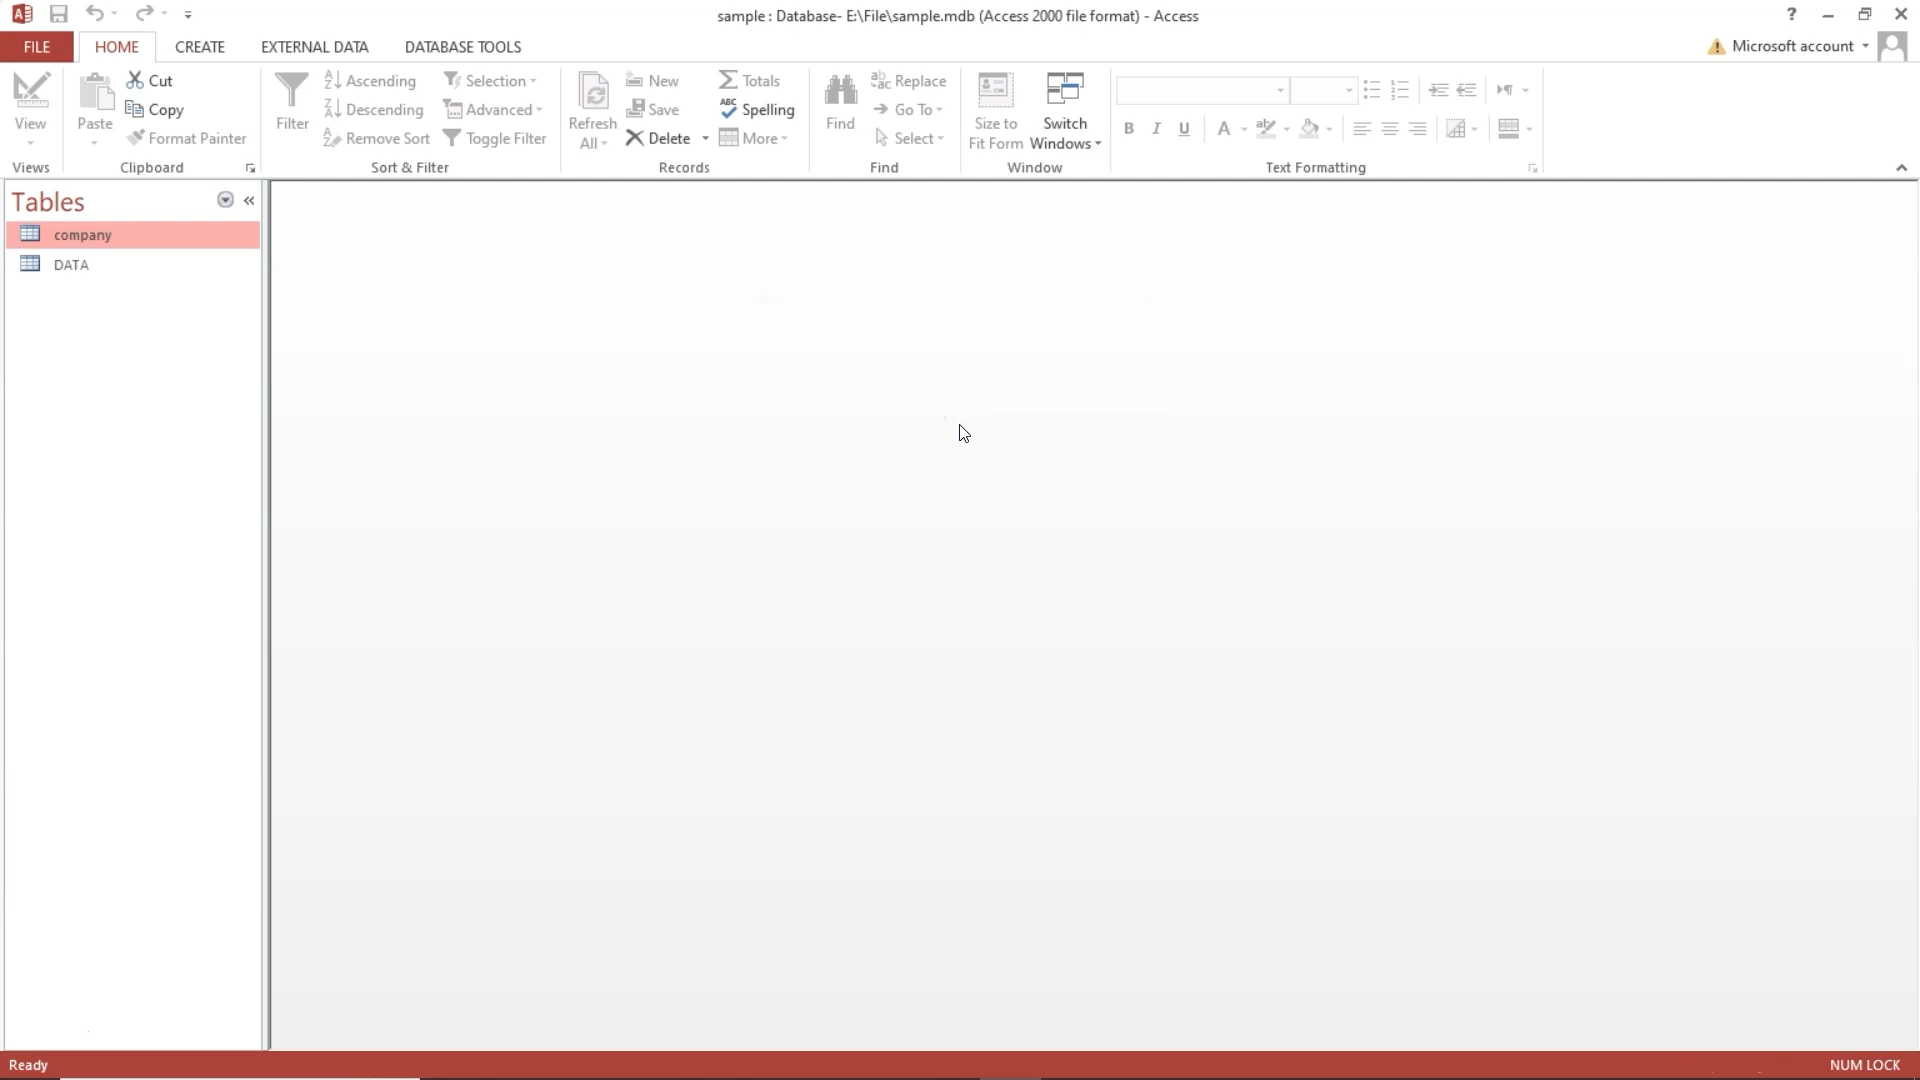 sample : Database- E:\File\sample.mdb (Access 2000 file format) - Access
FILE HOME CREATE EXTERNAL DATA DATABASE TOOLS Microsoft account
View
Views
Paste
Cut
Copy
Format Painter
Clipboard
Filter
Ascending
Descending
Remove Sort
Selection
Advanced
Toggle Filter
Sort & Filter
Refresh
All
New
Save
Delete
Totals
Spelling
More
Records
Find
Replace
Go To
Select
Find
Size to
Fit Form
Switch
Windows
Window
B I U A
Text Formatting
Tables
company
DATA
Ready NUM LOCK